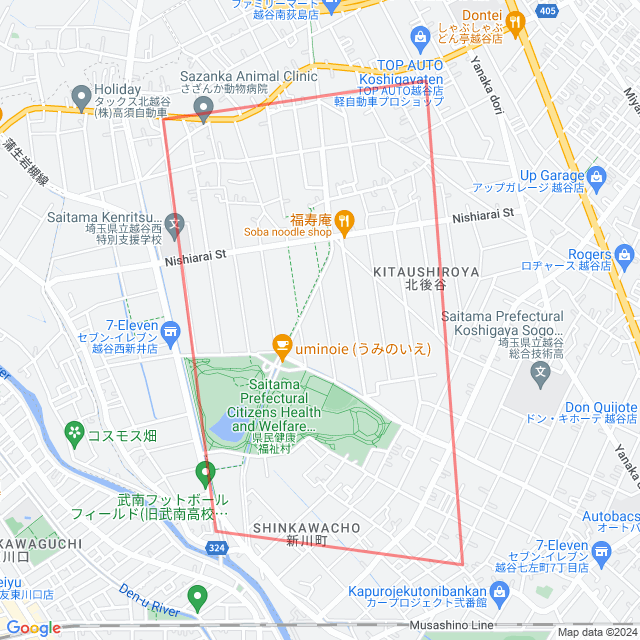 ファミリーマート
越谷南荻島店
405
Dontei
しゃぶしゃぶ
どん亭越谷店
TOP AUTO
Koshigayaten
TOP AUTO越谷店
軽自動車プロショップ
Yanaka dori
Sazanka Animal Clinic
さざんか動物病院
Holiday
タックス北越谷
(株)高須自動車
蒲生岩槻線
Up Garage
アップガレージ 越谷店
Saitama Kenritsu...
埼玉県立越谷西
特別支援学校
福寿庵
Soba noodle shop
Nishiarai St
Nishiarai St
Rogers
ロヂャース 越谷店
KITAUSHIROYA
北後谷
7-Eleven
セブン-イレブン
越谷西新井店
Saitama Prefectural
Koshigaya Sogo...
埼玉県立越谷
総合技術高
uminoie (うみのいえ)
Saitama
Prefectural
Citizens Health
and Welfare...
県民健康
福祉村
Don Quijote
ドン・キホーテ 越谷店
コスモス畑
Yanaka
武南フットボール
フィールド(旧武南高校…
SHINKAWACHO
新川町
Autobacs
オートバ
324
7-Eleven
セブン-イレブン
越谷七左町7丁目店
AWAGUCHI
川口
友東川口店
Den-u River
Kapurojekutonibankan
カープロジェクト弐番館
Musashino Line
Google
Map data ©2024